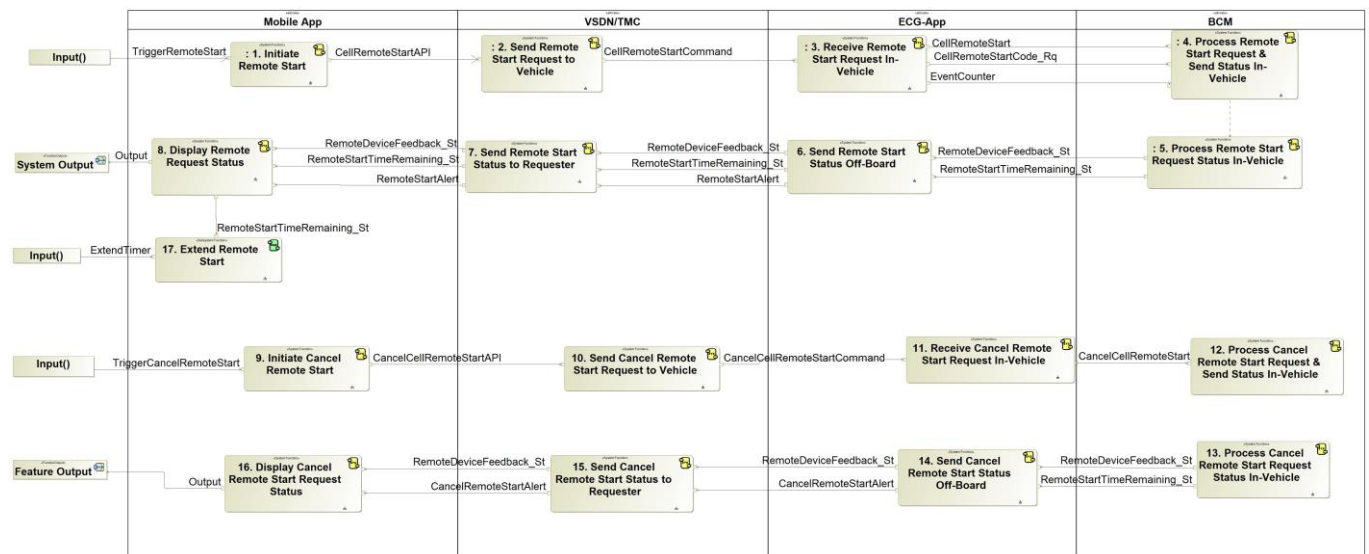 Mobile App
VSDN/TMC
ECG-App
BCM
Input()
TriggerRemoteStart
: 1. Initiate
Remote Start
CellRemoteStartAPI
: 2. Send Remote
Start Request to
Vehicle
CellRemoteStartCommand
: 3. Receive Remote
Start Request In-
Vehicle
CellRemoteStart
CellRemoteStartCode_Rq
EventCounter
: 4. Process Remote
Start Request &
Send Status In-
Vehicle
System Output
Output
8. Display Remote
Request Status
RemoteDeviceFeedback_St
RemoteStartTimeRemaining_St
RemoteStartAlert
7. Send Remote Start
Status to Requester
RemoteDeviceFeedback_St
RemoteStartTimeRemaining_St
RemoteStartAlert
6. Send Remote Start
Status Off-Board
RemoteDeviceFeedback_St
RemoteStartTimeRemaining_St
: 5. Process Remote Start
Request Status In-Vehicle
RemoteStartTimeRemaining_St
Input()
ExtendTimer
17. Extend Remote
Start
Input()
TriggerCancelRemoteStart
9. Initiate Cancel
Remote Start
CancelCellRemoteStartAPI
10. Send Cancel Remote
Start Request to Vehicle
CancelCellRemoteStartCommand
11. Receive Cancel Remote
Start Request In-Vehicle
CancelCellRemoteStart
12. Process Cancel
Remote Start Request &
Send Status In-Vehicle
Feature Output
Output
16. Display Cancel
Remote Start Request
Status
RemoteDeviceFeedback_St
CancelRemoteStartAlert
15. Send Cancel
Remote Start Status to
Requester
RemoteDeviceFeedback_St
CancelRemoteStartAlert
14. Send Cancel
Remote Start Status
Off-Board
RemoteDeviceFeedback_St
RemoteStartTimeRemaining_St
13. Process Cancel
Remote Start Request
Status In-Vehicle